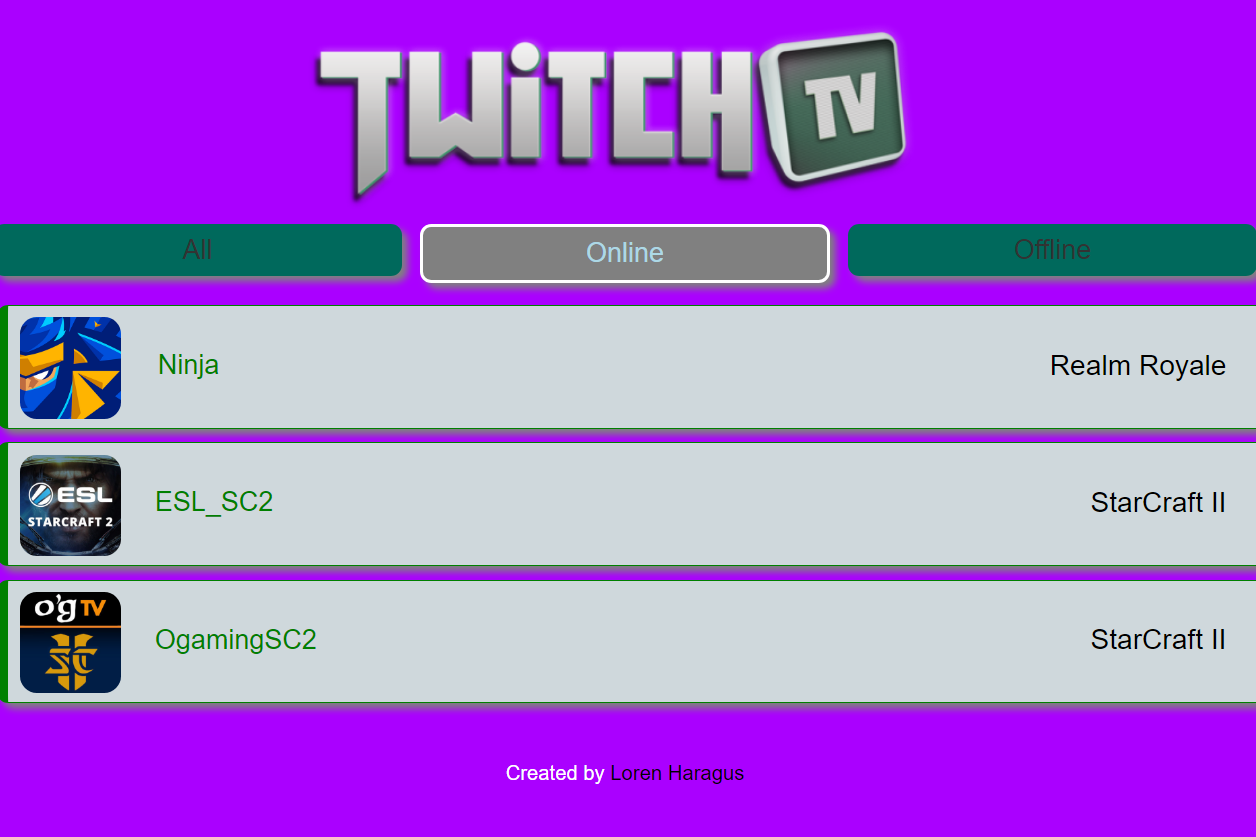 TWiTCH TV
All Online Offline
Ninja Realm Royale
ESL
STARCRAFT 2
ESL_SC2 StarCraft II
o'g TV
SC
OgamingSC2 StarCraft II
Created by Loren Haragus